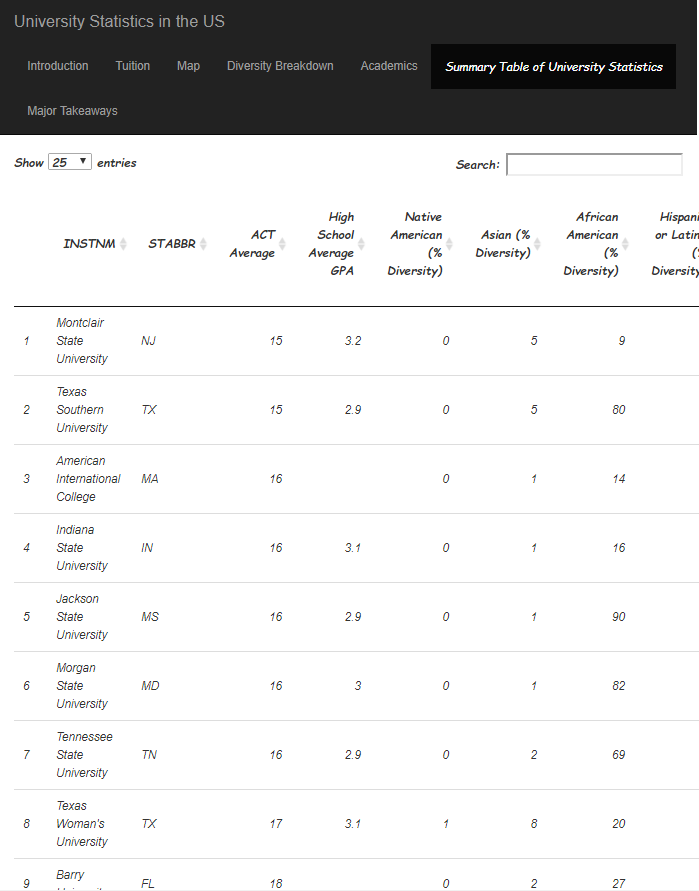 University Statistics in the US
Introduction Tuition Map Diversity Breakdown Academics Summary Table of University Statistics
Major Takeaways
Show 25 entries Search:
INSTNM STABBR ACT Average High School Average GPA Native American (% Diversity) Asian (% Diversity) African American (% Diversity) Hispani or Latin (% Diversity
1 Montclair State University NJ 15 3.2 0 5 9
2 Texas Southern University TX 15 2.9 0 5 80
3 American International College MA 16 0 1 14
4 Indiana State University IN 16 3.1 0 1 16
5 Jackson State University MS 16 2.9 0 1 90
6 Morgan State University MD 16 3 0 1 82
7 Tennessee State University TN 16 2.9 0 2 69
8 Texas Woman's University TX 17 3.1 1 8 20
9 Barry FL 18 0 2 27